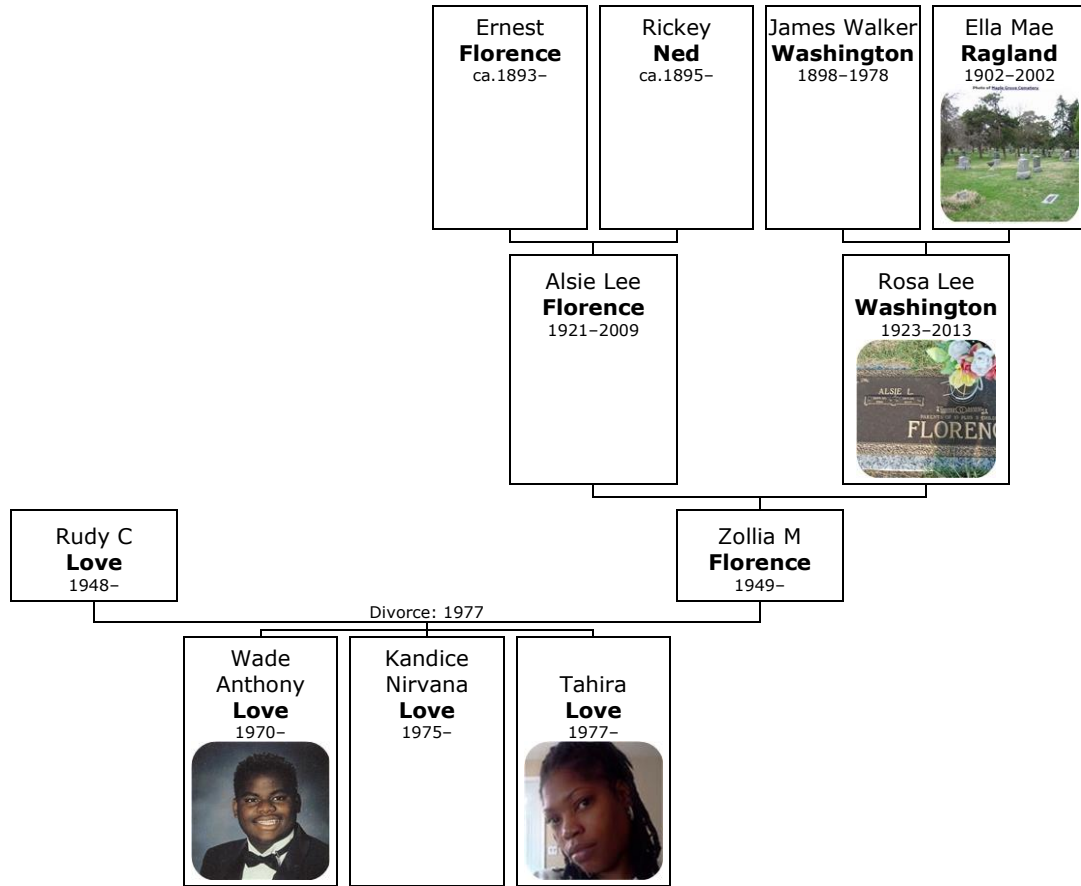 Ernest
Florence
ca.1893–
Rickey
Ned
ca.1895–
James Walker
Washington
1898–1978
Ella Mae
Ragland
1902–2002
Photo of Maple Grove Cemetery
Alsie Lee
Florence
1921–2009
Rosa Lee
Washington
1923–2013
ALSIE L.
FLOREN
Rudy C
Love
1948–
Zollia M
Florence
1949–
Divorce: 1977
Wade
Anthony
Love
1970–
Kandice
Nirvana
Love
1975–
Tahira
Love
1977–